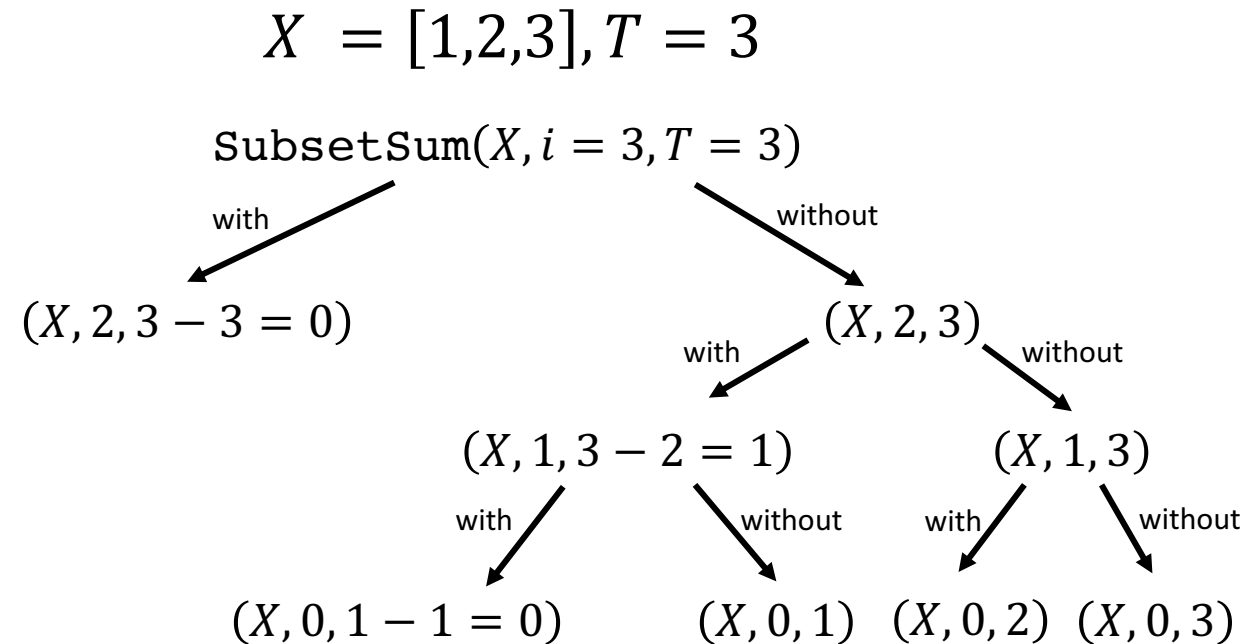 X = [1,2,3], T = 3
SubsetSum(X, i = 3, T = 3)
with without
(X, 2, 3 − 3 = 0) (X, 2, 3)
with without
(X, 1, 3 − 2 = 1) (X, 1, 3)
with without with without
(X, 0, 1 − 1 = 0) (X, 0, 1) (X, 0, 2) (X, 0, 3)